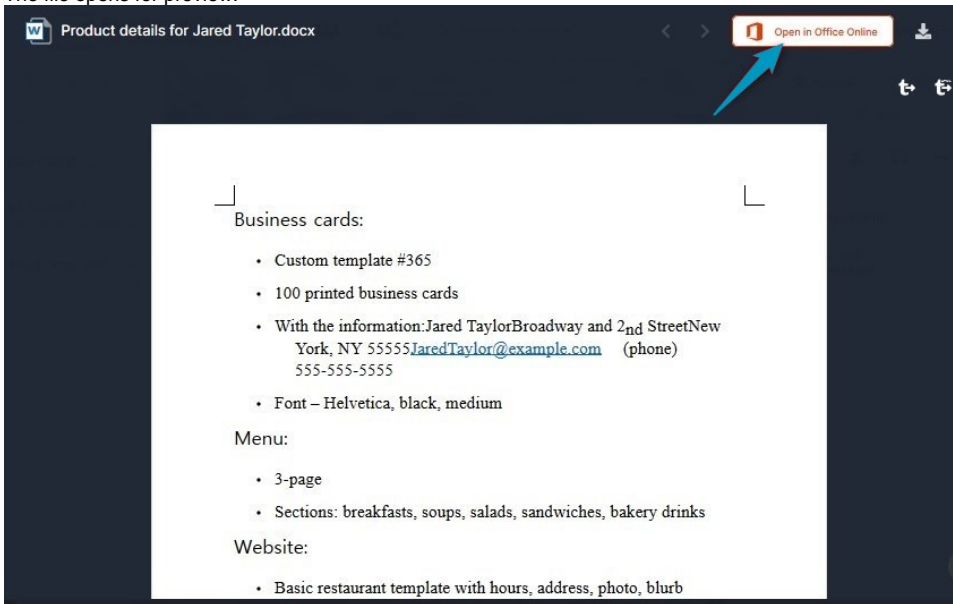 The file opens for preview.
Product details for Jared Taylor.docx
Open in Office Online
Business cards:
• Custom template #365
• 100 printed business cards
• With the information:Jared TaylorBroadway and 2nd StreetNew
York, NY 55555JaredTaylor@example.com (phone)
555-555-5555
• Font – Helvetica, black, medium
Menu:
• 3-page
• Sections: breakfasts, soups, salads, sandwiches, bakery drinks
Website:
• Basic restaurant template with hours, address, photo, blurb